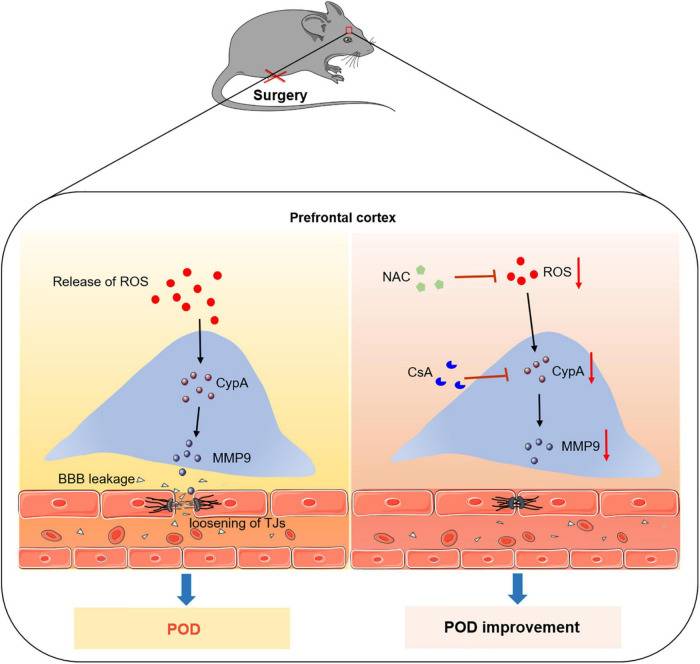 Surgery
Prefrontal cortex
Release of ROS
CypA
MMP9
BBB leakage
loosening of TJs
POD
NAC
ROS
CsA
CypA
MMP9
POD improvement